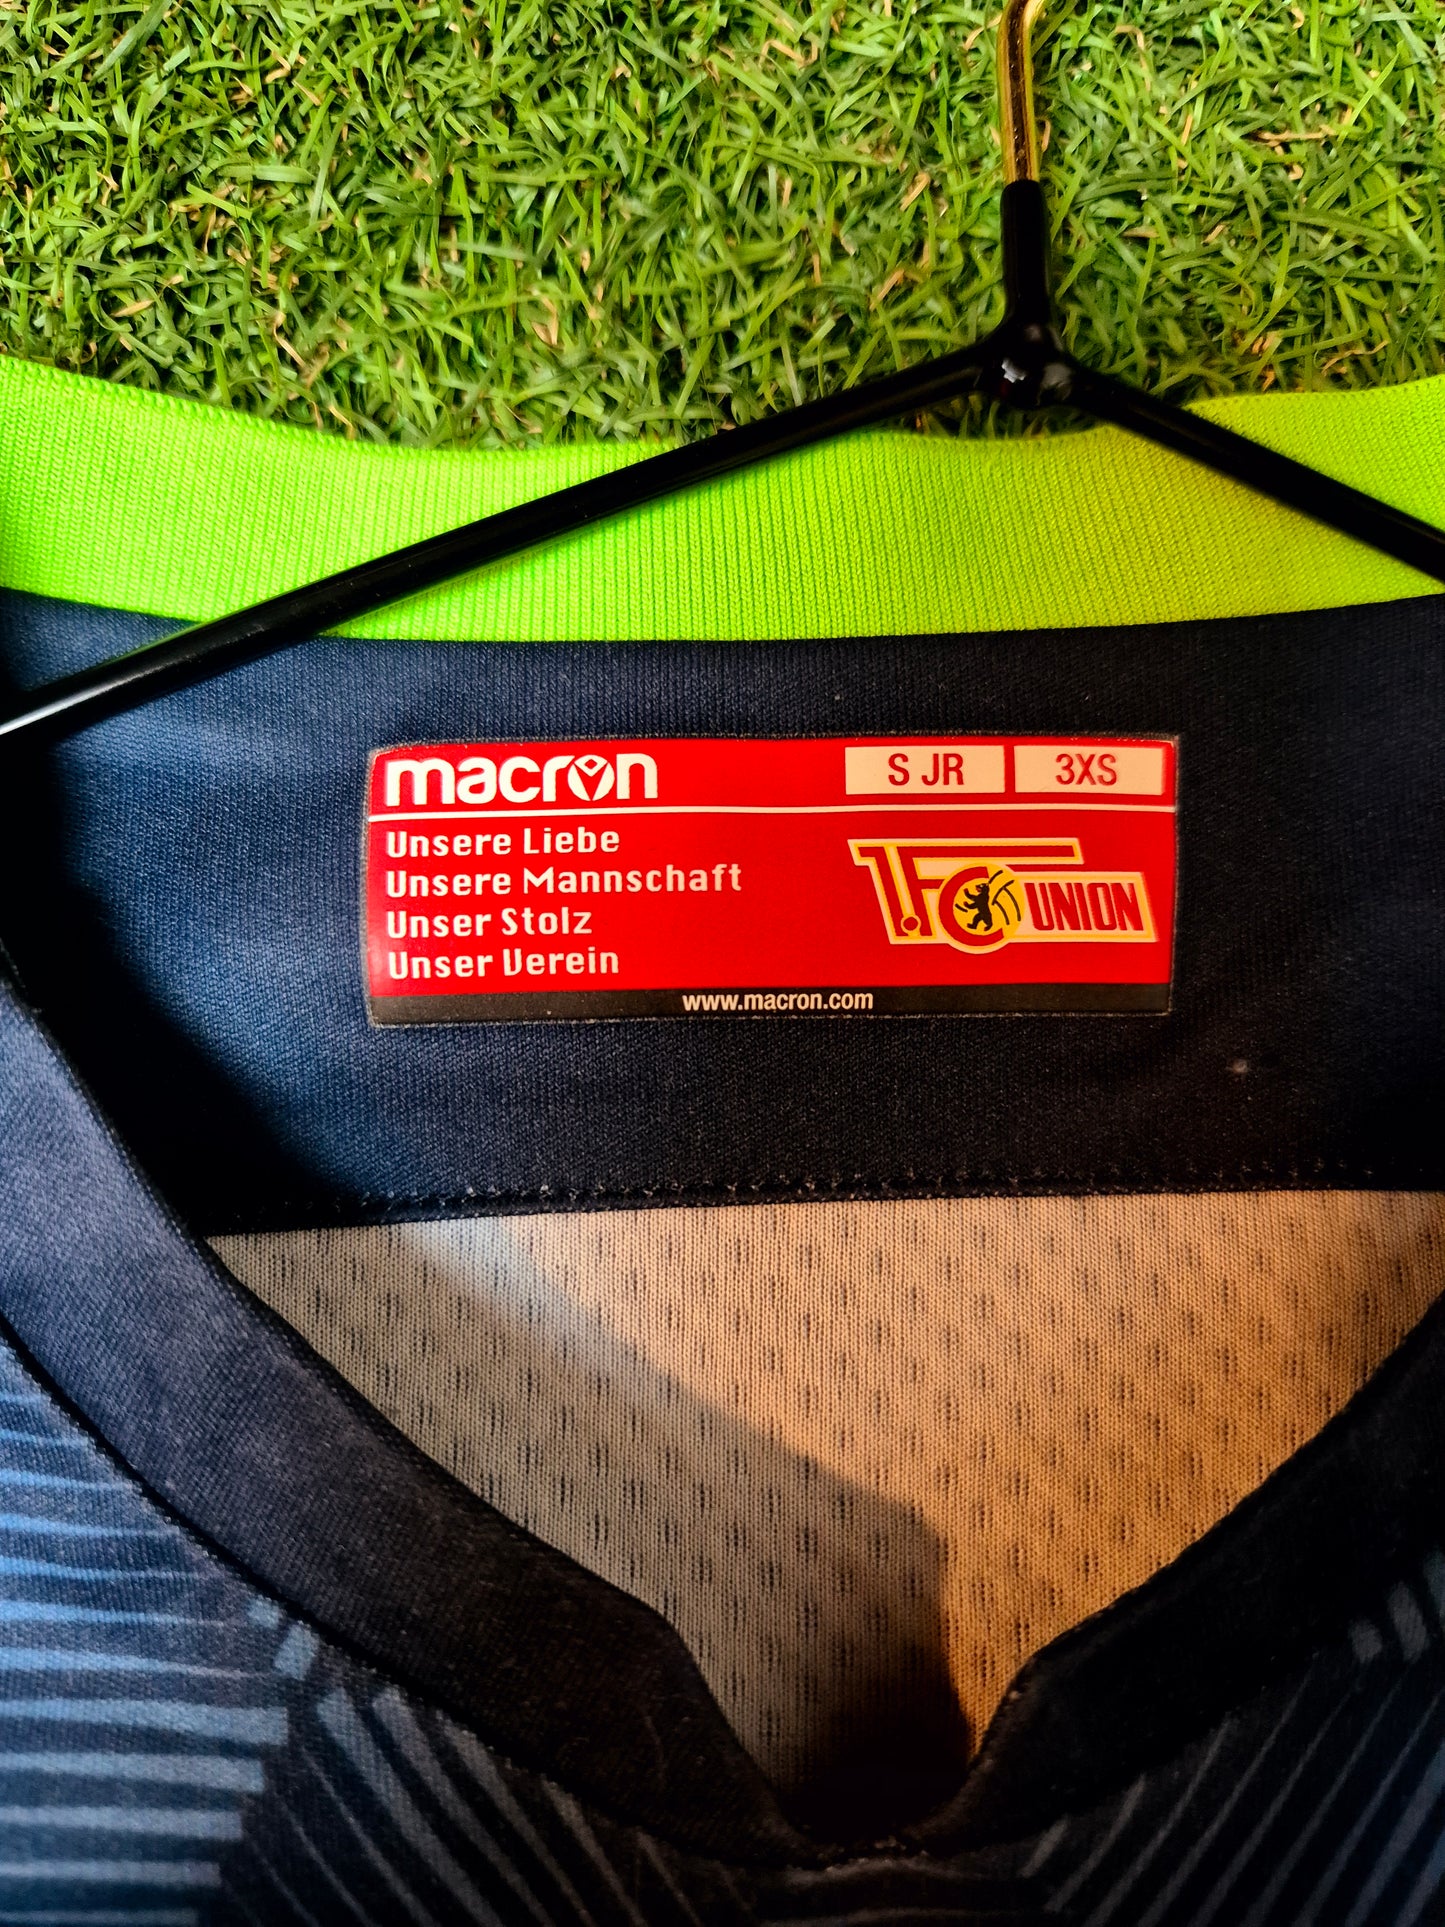 macron S JR 3XS
Unsere Liebe
Unsere Mannschaft
Unser Stolz
Unser Verein
1.FC UNION
www.macron.com